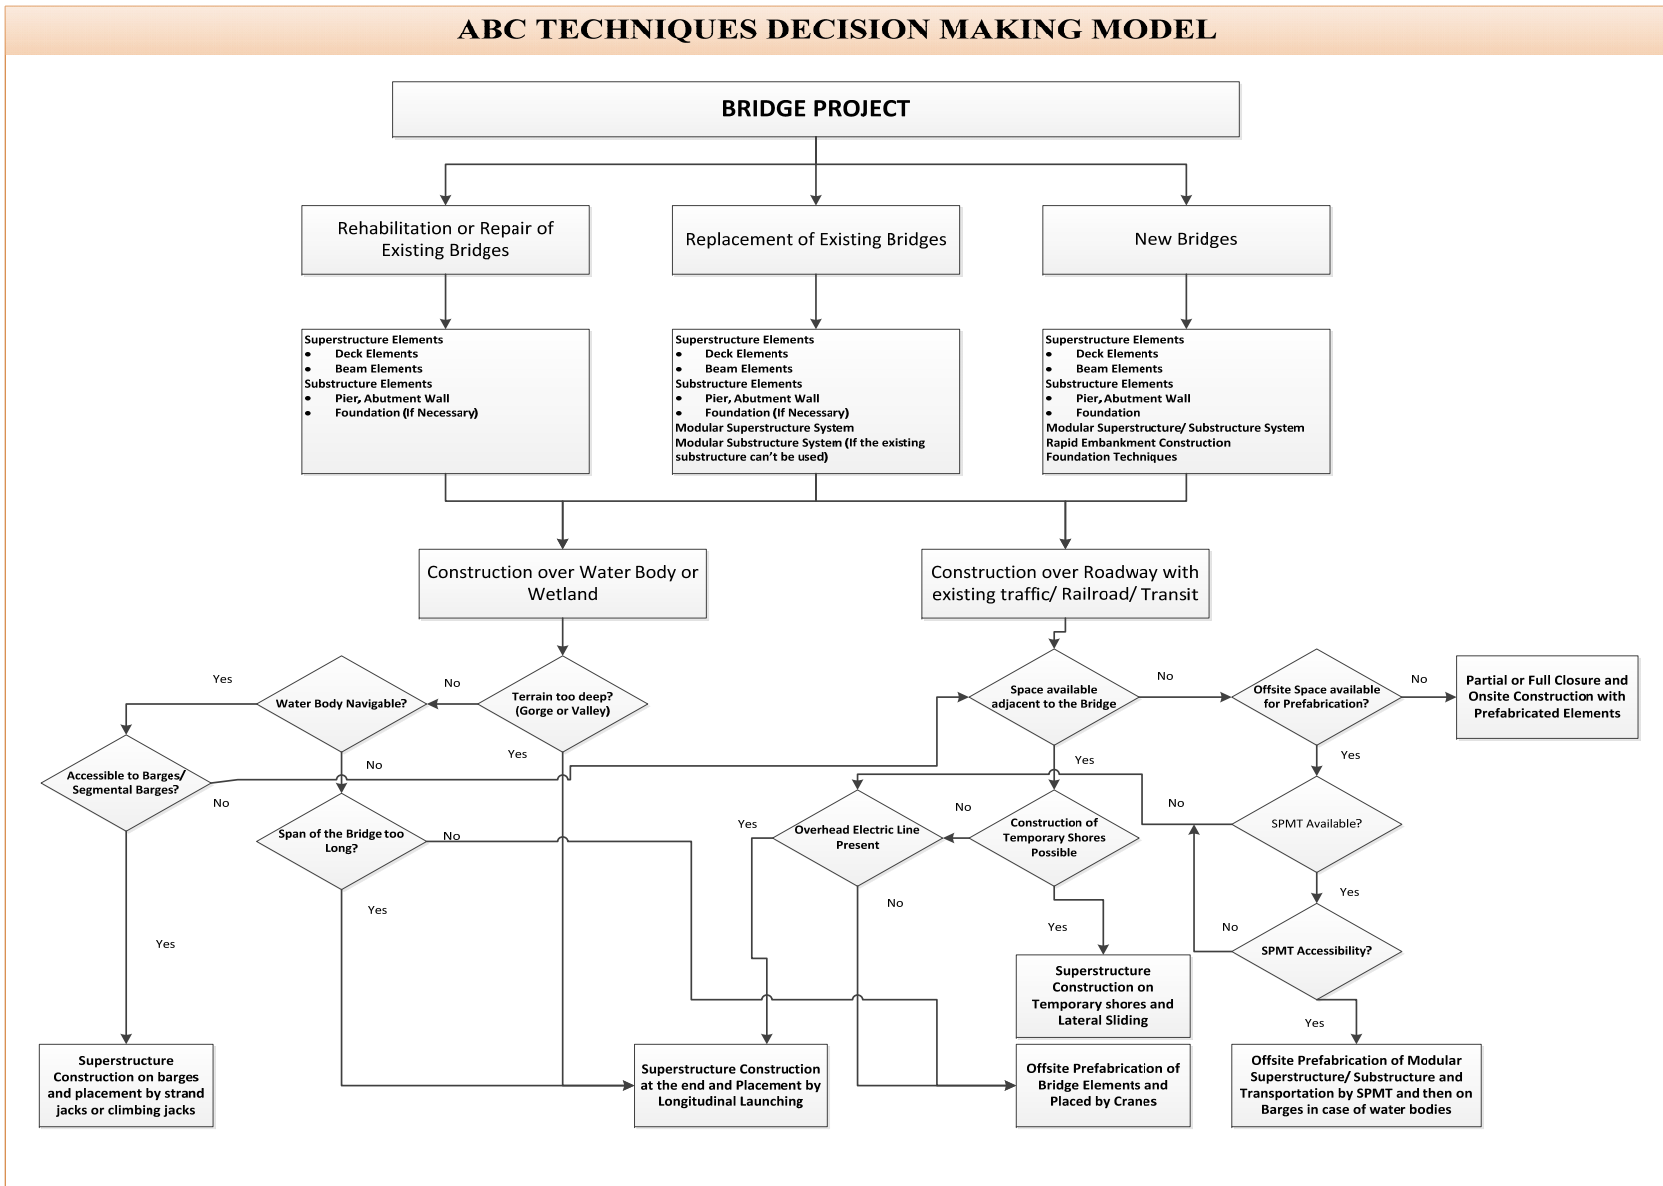 ABC TECHNIQUES DECISION MAKING MODEL
BRIDGE PROJECT
Rehabilitation or Repair of
Existing Bridges
Replacement of Existing Bridges
New Bridges
Superstructure Elements
• Deck Elements
• Beam Elements
Substructure Elements
• Pier, Abutment Wall
• Foundation (If Necessary)
Superstructure Elements
• Deck Elements
• Beam Elements
Substructure Elements
• Pier, Abutment Wall
• Foundation (If Necessary)
Modular Superstructure System
Modular Substructure System (If the existing
substructure can't be used)
Superstructure Elements
• Deck Elements
• Beam Elements
Substructure Elements
• Pier, Abutment Wall
• Foundation
Modular Superstructure/ Substructure System
Rapid Embankment Construction
Foundation Techniques
Construction over Water Body or
Wetland
Construction over Roadway with
existing traffic/ Railroad/ Transit
Yes
Water Body Navigable?
No
Terrain too deep?
(Gorge or Valley)
Space available
adjacent to the Bridge
No
Offsite Space available
for Prefabrication?
No
Partial or Full Closure and
Onsite Construction with
Prefabricated Elements
Yes
No
Yes
Yes
Accessible to Barges/
Segmental Barges?
No
Span of the Bridge too
Long?
No
Yes
Overhead Electric Line
Present
No
Construction of
Temporary Shores
Possible
No
SPMT Available?
Yes
Yes
No
Yes
No
SPMT Accessibility?
Yes
Superstructure
Construction on
Temporary shores and
Lateral Sliding
Yes
Superstructure
Construction on barges
and placement by strand
jacks or climbing jacks
Superstructure Construction
at the end and Placement by
Longitudinal Launching
Offsite Prefabrication of
Bridge Elements and
Placed by Cranes
Offsite Prefabrication of Modular
Superstructure/ Substructure and
Transportation by SPMT and then on
Barges in case of water bodies